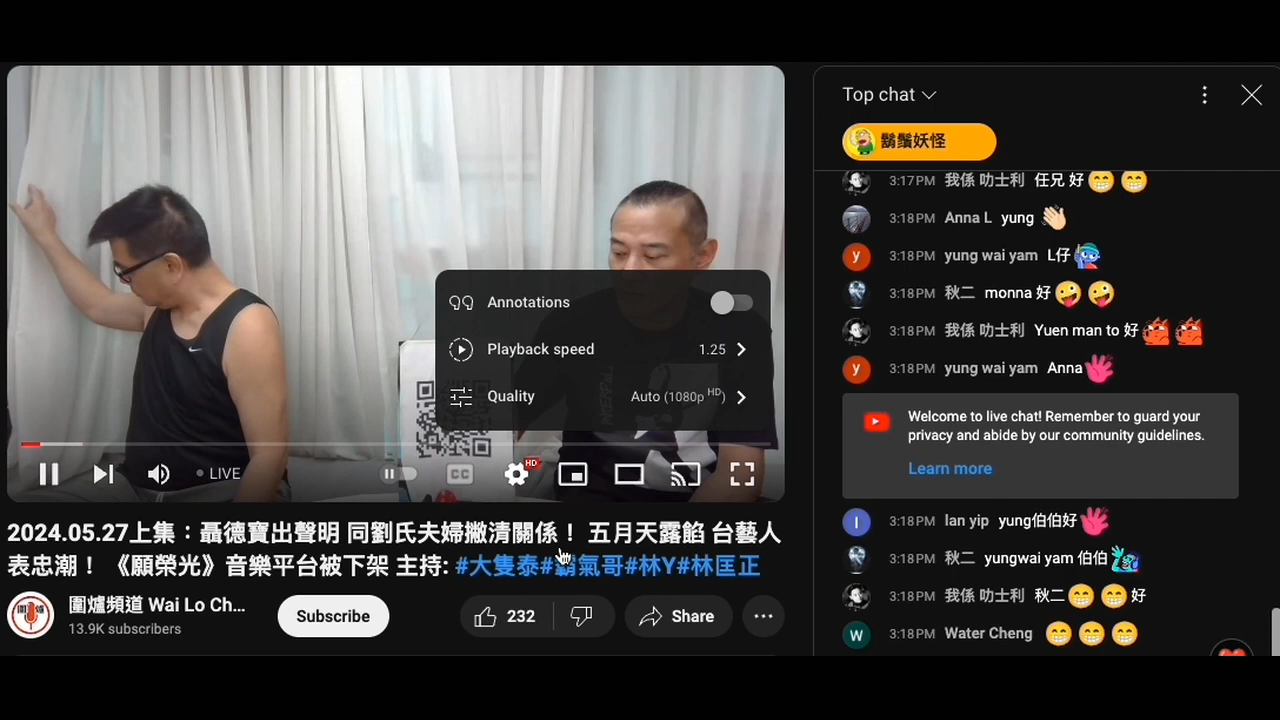 Annotations
Playback speed 1.25
Quality Auto (1080p HD)
LIVE
CC
HD
2024.05.27上集：聶德寶出聲明 同劉氏夫婦撇清關係！ 五月天露餡 台藝人
表忠潮！ 《願榮光》音樂平台被下架 主持: #大隻泰#霸氣哥#林Y#林匡正
圍爐頻道 Wai Lo Ch...
13.9K subscribers
Subscribe
232
Share
Top chat
鬍鬚妖怪
3:17PM 我係 叻士利 任兄 好
3:18PM Anna L yung
3:18PM yung wai yam L仔
3:18PM 秋二 monna 好
3:18PM 我係 叻士利 Yuen man to 好
3:18PM yung wai yam Anna
Welcome to live chat! Remember to guard your
privacy and abide by our community guidelines.
Learn more
3:18PM Ian yip yung伯伯好
3:18PM 秋二 yungwai yam 伯伯
3:18PM 我係 叻士利 秋二 好
3:18PM Water Cheng